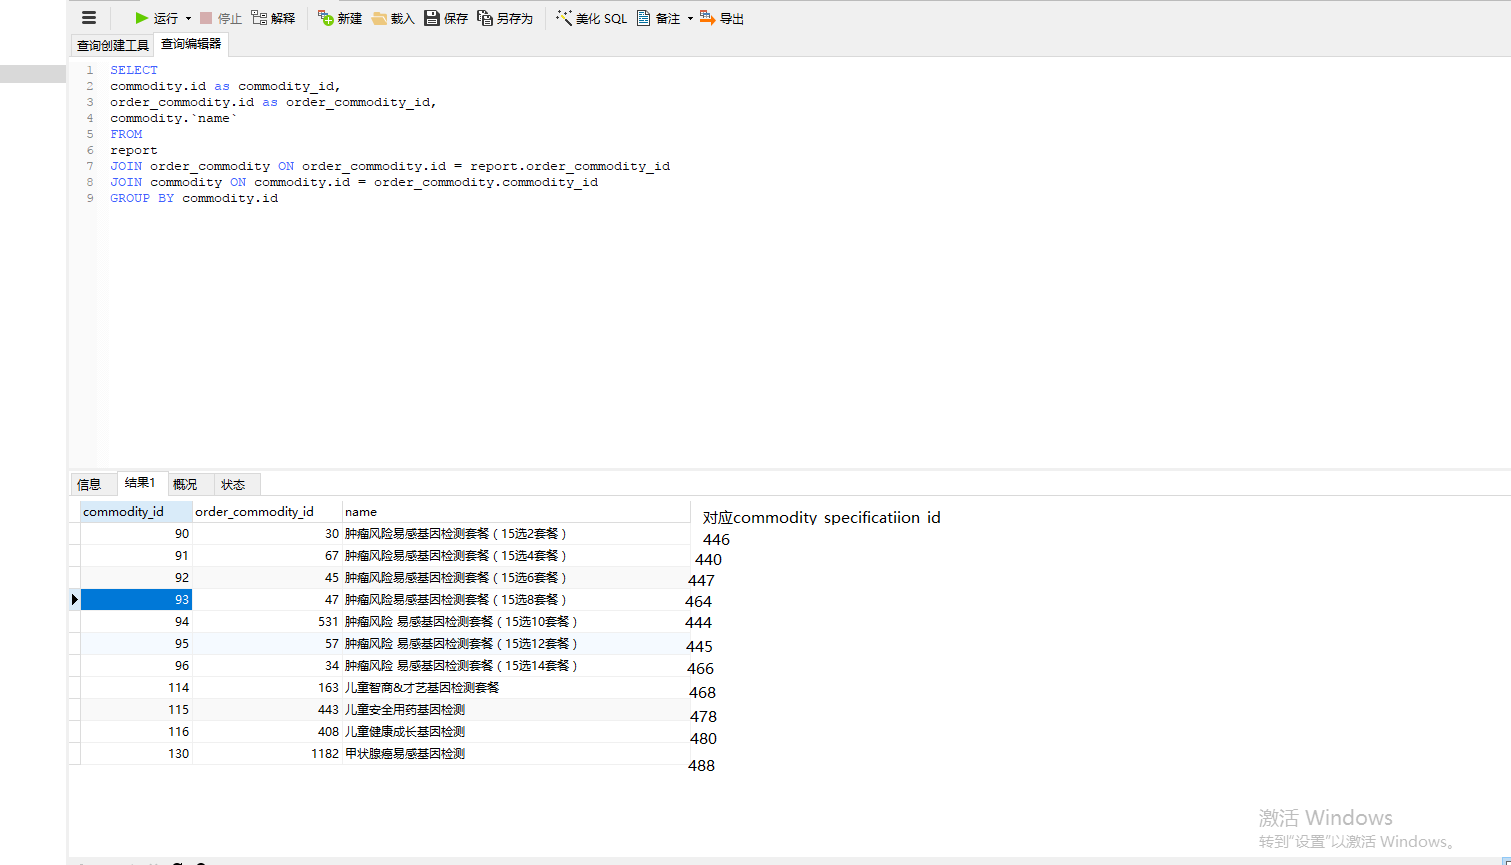 运行 停止 解释 新建 载入 保存 另存为 美化 SQL 备注 导出
查询创建工具 查询编辑器
1 SELECT
2 commodity.id as commodity_id,
3 order_commodity.id as order_commodity_id,
4 commodity.`name`
5 FROM
6 report
7 JOIN order_commodity ON order_commodity.id = report.order_commodity_id
8 JOIN commodity ON commodity.id = order_commodity.commodity_id
9 GROUP BY commodity.id
信息 结果1 概况 状态
commodity_id order_commodity_id name 对应commodity specificatiion id
90 30 肿瘤风险易感基因检测套餐（15选2套餐） 446
91 67 肿瘤风险易感基因检测套餐（15选4套餐） 440
92 45 肿瘤风险易感基因检测套餐（15选6套餐） 447
93 47 肿瘤风险易感基因检测套餐（15选8套餐） 464
94 531 肿瘤风险 易感基因检测套餐（15选10套餐） 444
95 57 肿瘤风险 易感基因检测套餐（15选12套餐） 445
96 34 肿瘤风险 易感基因检测套餐（15选14套餐） 466
114 163 儿童智商&才艺基因检测套餐 468
115 443 儿童安全用药基因检测 478
116 408 儿童健康成长基因检测 480
130 1182 甲状腺癌易感基因检测 488
激活 Windows
转到“设置”以激活 Windows。